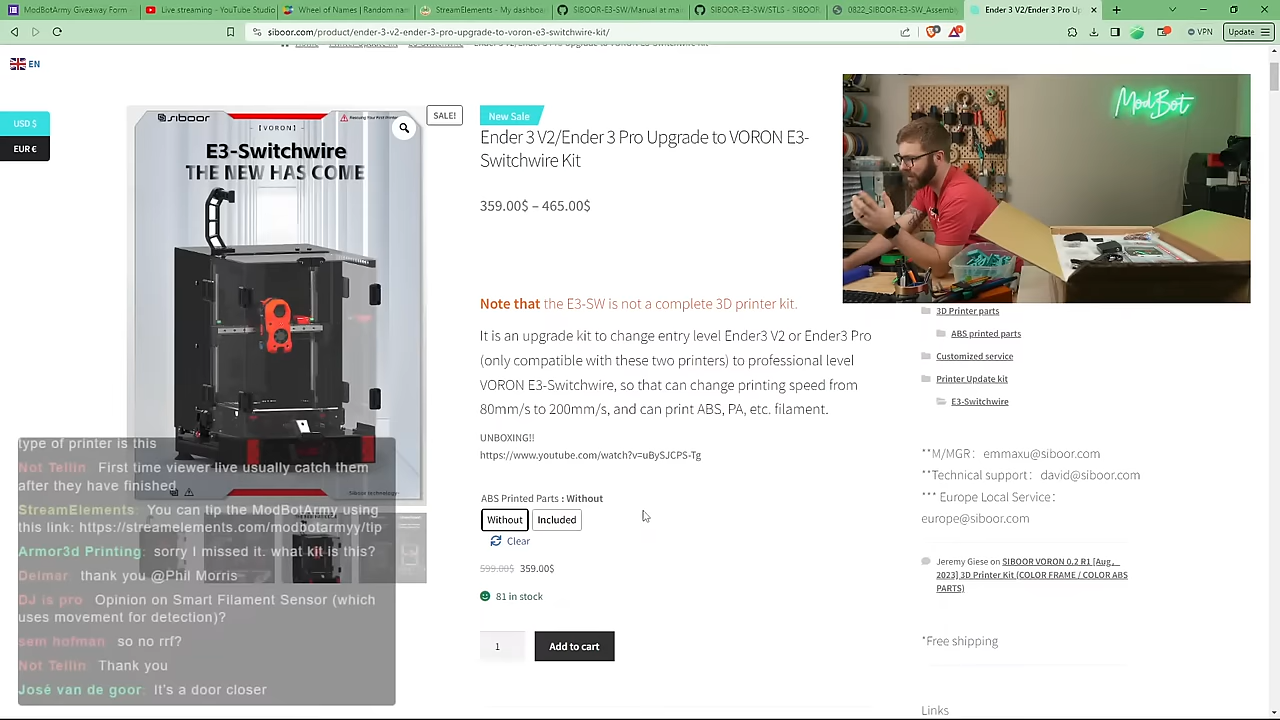 ModBotArmy Giveaway Form
Live streaming - YouTube Studio
Wheel of Names | Random nam
StreamElements - My dashboa
SIBOOR-E3-SW/Manual at mai
SIBOOR-E3-SW/STLS - SIBOOR
0822_SIBOOR-E3-SW_Assembl
Ender 3 V2/Ender 3 Pro Up
siboor.com/product/ender-3-v2-ender-3-pro-upgrade-to-voron-e3-switchwire-kit/
VPN
Update
EN
USD $
EUR €
SIBOOR
[VORON]
E3-Switchwire
THE NEW HAS COME
SALE!
New Sale
Ender 3 V2/Ender 3 Pro Upgrade to VORON E3-
Switchwire Kit
359.00$ – 465.00$
Note that the E3-SW is not a complete 3D printer kit.
It is an upgrade kit to change entry level Ender3 V2 or Ender3 Pro
(only compatible with these two printers) to professional level
VORON E3-Switchwire, so that can change printing speed from
80mm/s to 200mm/s, and can print ABS, PA, etc. filament.
UNBOXING!!
https://www.youtube.com/watch?v=uBySJCPS-Tg
ABS Printed Parts : Without
Without
Included
Clear
599.00$ 359.00$
81 in stock
1
Add to cart
ModBot
3D Printer parts
ABS printed parts
Customized service
Printer Update kit
E3-Switchwire
**M/MGR： emmaxu@siboor.com
**Technical support： david@siboor.com
*** Europe Local Service：
europe@siboor.com
Jeremy Giese on SIBOOR VORON 0.2 R1 [Aug,
2023] 3D Printer Kit (COLOR FRAME / COLOR ABS
PARTS)
*Free shipping
Links
type of printer is this
Not Tellin First time viewer live usually catch them
after they have finished
StreamElements: You can tip the ModBotArmy using
this link: https://streamelements.com/modbotarmyy/tip
Armor3d Printing: sorry I missed it. what kit is this?
Delmar thank you @Phil Morris
DJ is pro Opinion on Smart Filament Sensor (which
uses movement for detection)?
sem hofman: so no rrf?
Not Tellin Thank you
José van de goor: It's a door closer